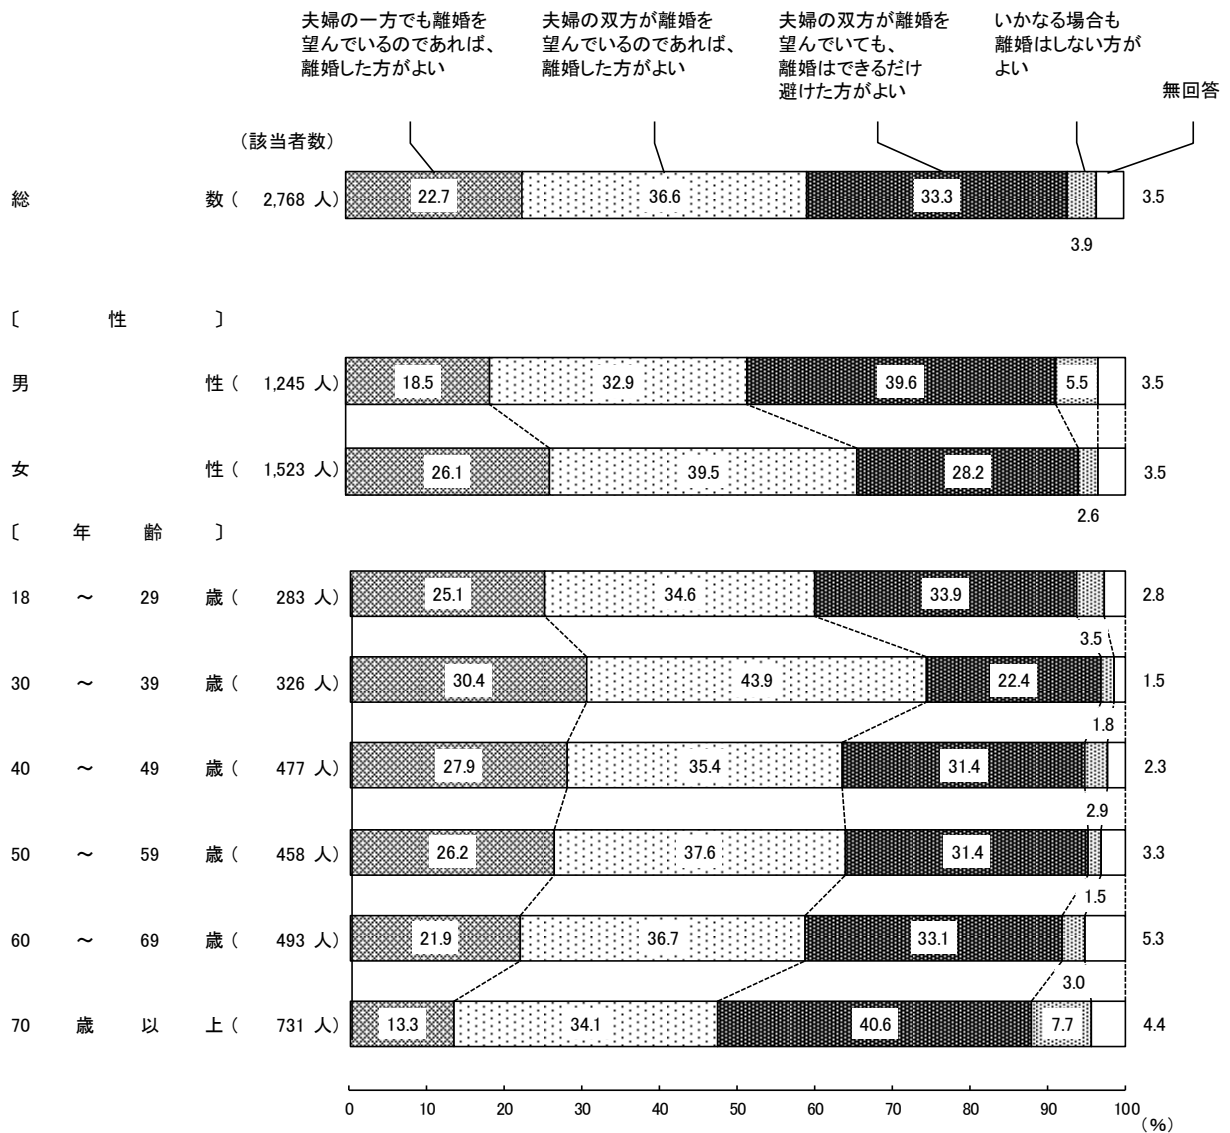 夫婦の一方でも離婚を
望んでいるのであれば、
離婚した方がよい
夫婦の双方が離婚を
望んでいるのであれば、
離婚した方がよい
夫婦の双方が離婚を
望んでいても、
離婚はできるだけ
避けた方がよい
いかなる場合も
離婚はしない方が
よい
無回答
(該当者数)
総 数 ( 2,768 人) 22.7 36.6 33.3 3.5
3.9
〔 性 〕
男 性 ( 1,245 人) 18.5 32.9 39.6 5.5 3.5
女 性 ( 1,523 人) 26.1 39.5 28.2 3.5
2.6
〔 年 齢 〕
18 ～ 29 歳 ( 283 人) 25.1 34.6 33.9 2.8
3.5
30 ～ 39 歳 ( 326 人) 30.4 43.9 22.4 1.5
1.8
40 ～ 49 歳 ( 477 人) 27.9 35.4 31.4 2.3
2.9
50 ～ 59 歳 ( 458 人) 26.2 37.6 31.4 3.3
1.5
60 ～ 69 歳 ( 493 人) 21.9 36.7 33.1 5.3
3.0
70 歳 以 上 ( 731 人) 13.3 34.1 40.6 7.7 4.4
0 10 20 30 40 50 60 70 80 90 100
(%)